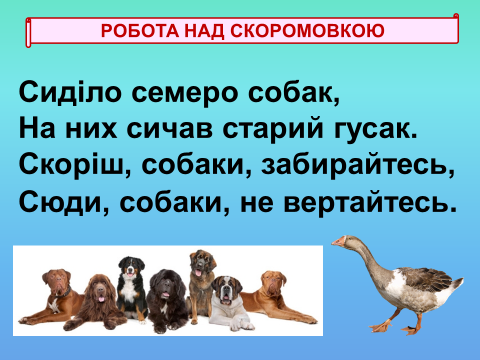 РОБОТА НАД СКОРОМОВКОЮ
Сиділо семеро собак,
На них сичав старий гусак.
Скоріш, собаки, забирайтесь,
Сюди, собаки, не вертайтесь.